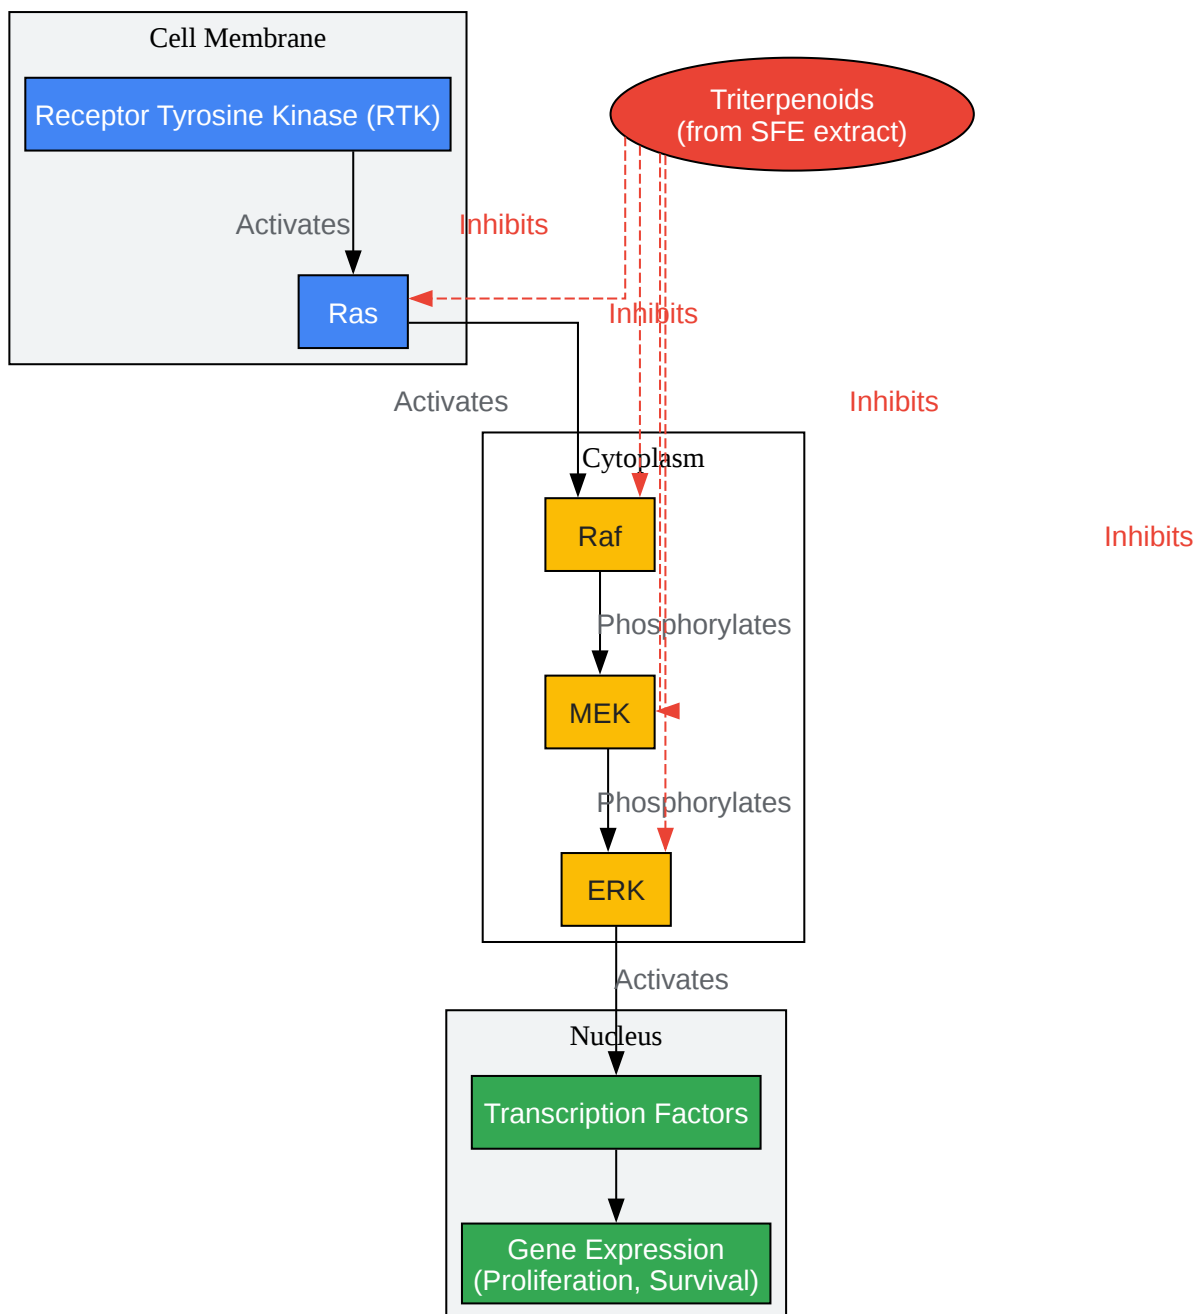 Cell Membrane
Receptor Tyrosine Kinase (RTK)
Triterpenoids
(from SFE extract)
Activates
Inhibits
Ras
Inhibits
Activates
Inhibits
Cytoplasm
Raf
Inhibits
Phosphorylates
MEK
Phosphorylates
ERK
Activates
Nucleus
Transcription Factors
Gene Expression
(Proliferation, Survival)